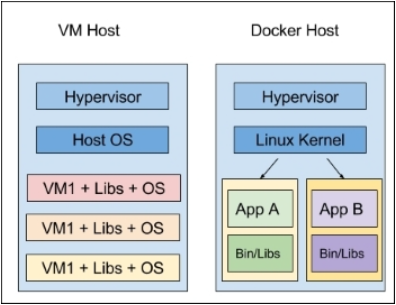 VM Host
Hypervisor
Host OS
VM1 + Libs + OS
VM1 + Libs + OS
VM1 + Libs + OS
Docker Host
Hypervisor
Linux Kernel
App A
Bin/Libs
App B
Bin/Libs